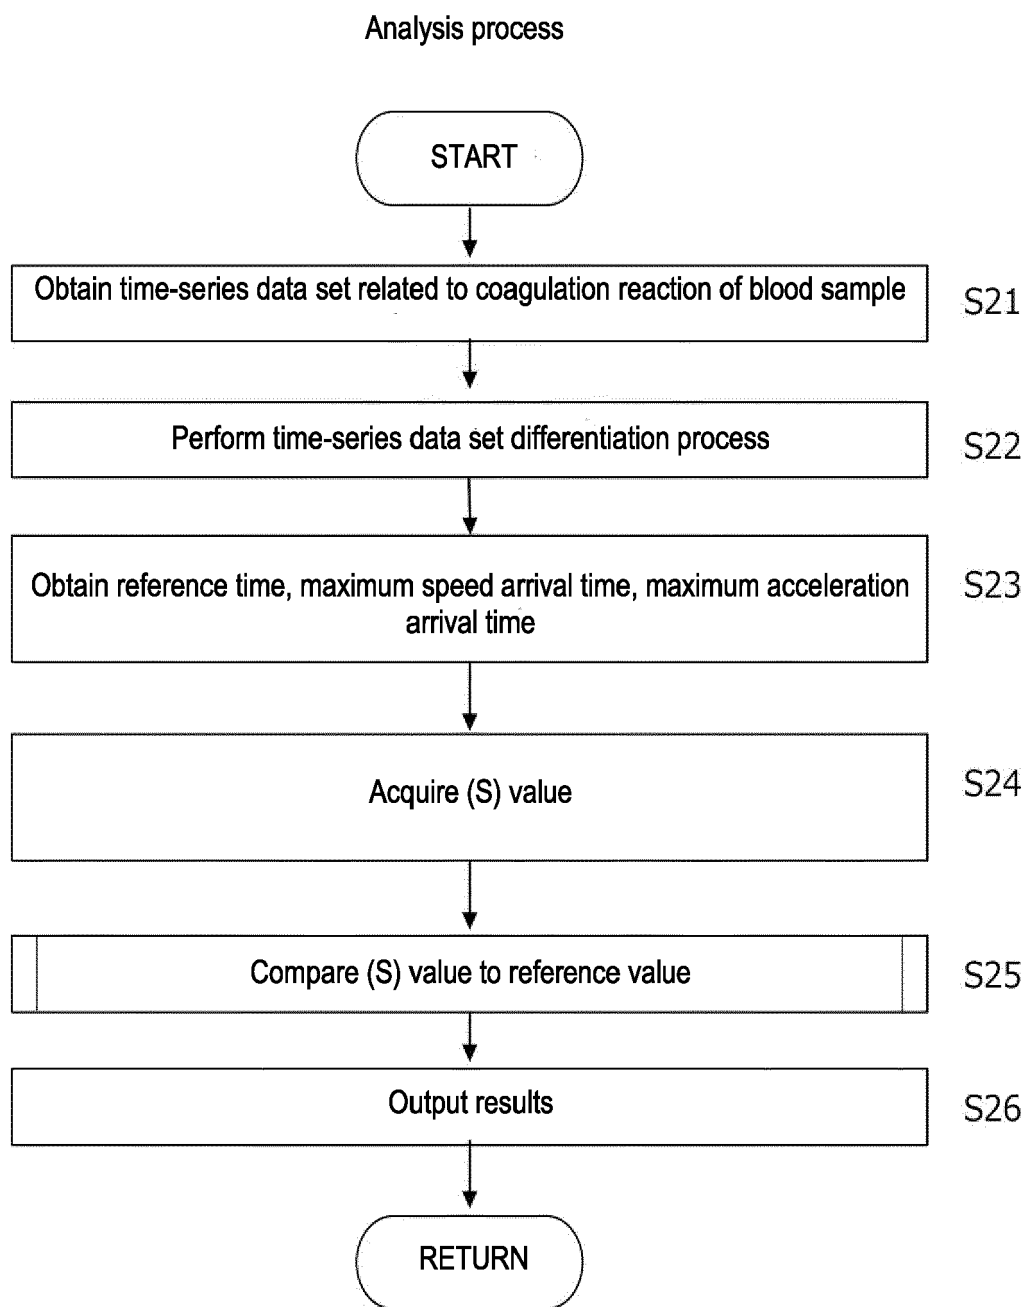 Analysis process
START
Obtain time-series data set related to coagulation reaction of blood sample
S21
Perform time-series data set differentiation process
S22
Obtain reference time, maximum speed arrival time, maximum acceleration
arrival time
S23
Acquire (S) value
S24
Compare (S) value to reference value
S25
Output results
S26
RETURN